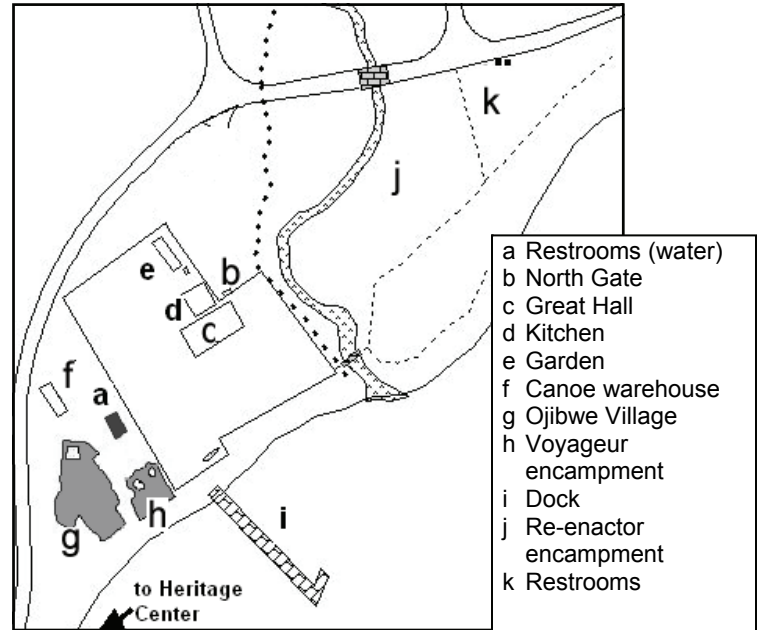 k
j
e
b
d
c
f
a
g
h
i
to Heritage
Center
a Restrooms (water)
b North Gate
c Great Hall
d Kitchen
e Garden
f Canoe warehouse
g Ojibwe Village
h Voyageur
encampment
i Dock
j Re-enactor
encampment
k Restrooms